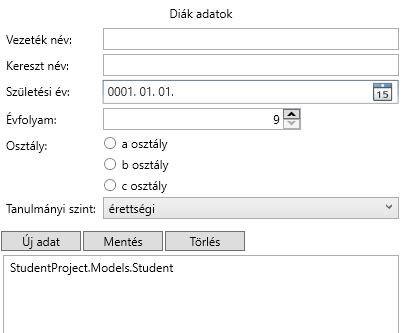 Diák adatok
Vezeték név:
Kereszt név:
Születési év: 0001. 01. 01. 15
Évfolyam: 9
Osztály: a osztály
b osztály
c osztály
Tanulmányi szint: érettségi
Új adat Mentés Törlés
StudentProject.Models.Student